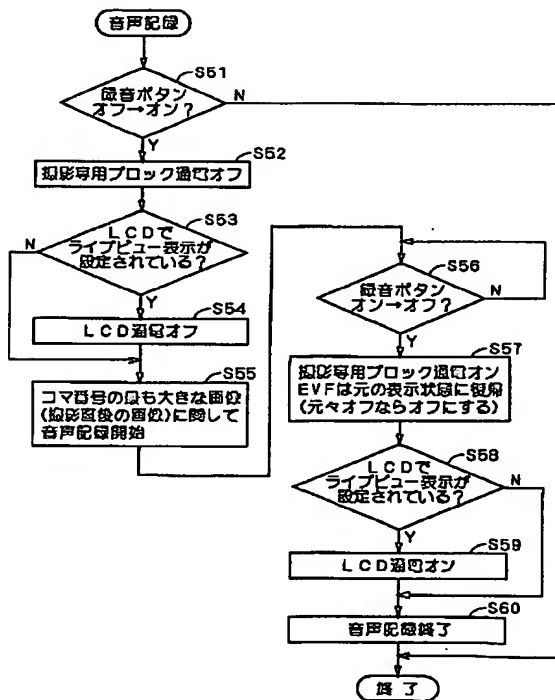 音声記録
S51
録音ボタン
オフ→オン?
N
Y
S52
撮影専用ブロック通電オフ
S53
LCDで
ライブビュー表示が
設定されている?
N
Y
S54
LCD通電オフ
S55
コマ番号の最も大きな画像
(撮影直後の画像)に関して
音声記録開始
S56
録音ボタン
オン→オフ?
N
Y
S57
撮影専用ブロック通電オン
EVFは元の表示状態に復帰
(元々オフならオフにする)
S58
LCDで
ライブビュー表示が
設定されている?
N
Y
S59
LCD通電オン
S60
音声記録終了
終了